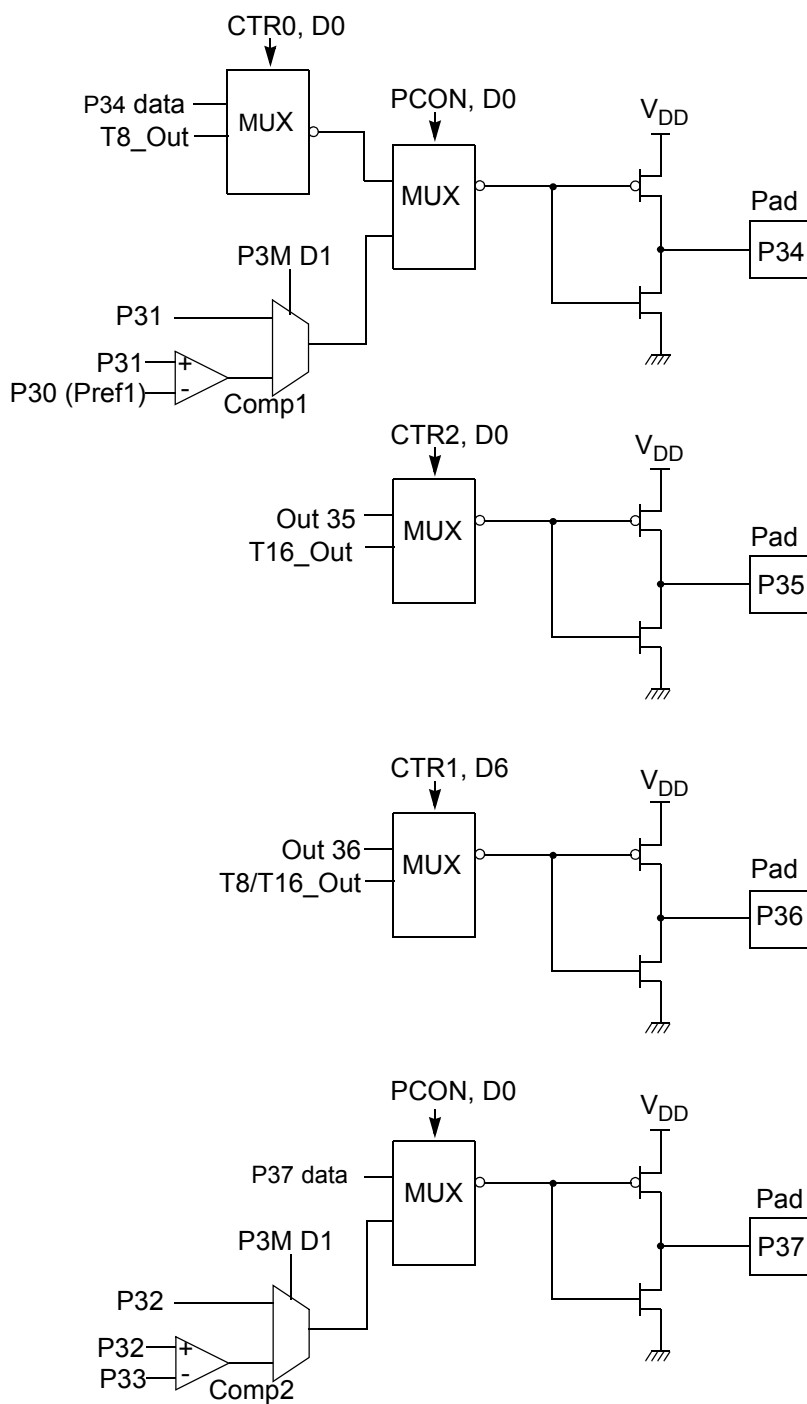 CTR0, D0
P34 data
T8_Out
MUX
PCON, D0
MUX
VDD
Pad
P34
P3M D1
P31
P31
+
P30 (Pref1)
-
Comp1
CTR2, D0
Out 35
T16_Out
MUX
VDD
Pad
P35
CTR1, D6
Out 36
T8/T16_Out
MUX
VDD
Pad
P36
PCON, D0
P37 data
MUX
VDD
Pad
P37
P3M D1
P32
P32
+
P33
-
Comp2